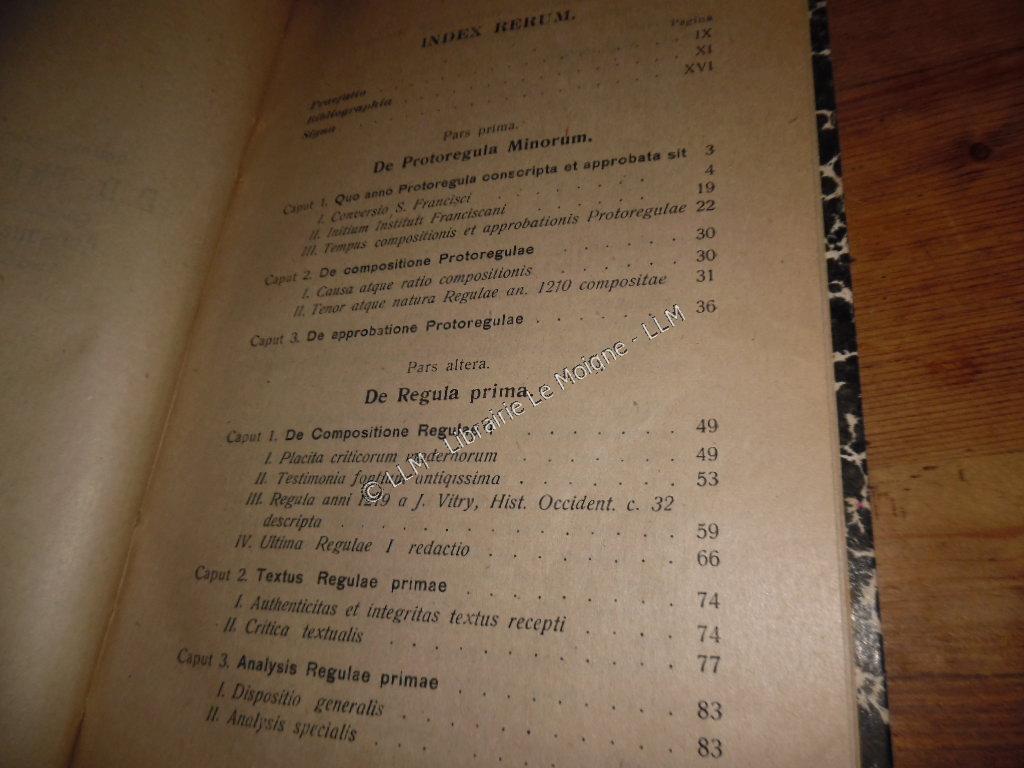 INDEX RERUM.
Pagina
Praefatio . . . . . . . . IX
Bibliographia . . . . . . . . XI
Signa . . . . . . . . XVI
Pars prima.
De Protoregula Minorum.
Caput 1. Quo anno Protoregula conscripta et approbata sit 3
I. Conversio S. Francisci . . . . . . . 4
II. Initium Instituti Franciscani . . . . . . 19
III. Tempus compositionis et approbationis Protoregulae 22
Caput 2. De compositione Protoregulae . . . . . . 30
I. Causa atque ratio compositionis . . . . . . 30
II. Tenor atque natura Regulae an. 1210 compositae 31
Caput 3. De approbatione Protoregulae . . . . . . 36
Pars altera.
De Regula prima.
Caput 1. De Compositione Regulae I . . . . . . . 49
I. Placita criticorum modernorum . . . . . . . 49
II. Testimonia fontium antiqissima . . . . . . 53
III. Regula anni 1219 a J. Vitry, Hist. Occident. c. 32
descripta . . . . . . . . . . . 59
IV. Ultima Regulae I redactio . . . . . . . 66
Caput 2. Textus Regulae primae . . . . . . . 74
I. Authenticitas et integritas textus recepti . . . . 74
II. Critica textualis . . . . . . . . . . 77
Caput 3. Analysis Regulae primae . . . . . . . 83
I. Dispositio generalis . . . . . . . . . 83
II. Analysis specialis . . . . . . . . .
© LLM - Librairie Le Moigne - LLM